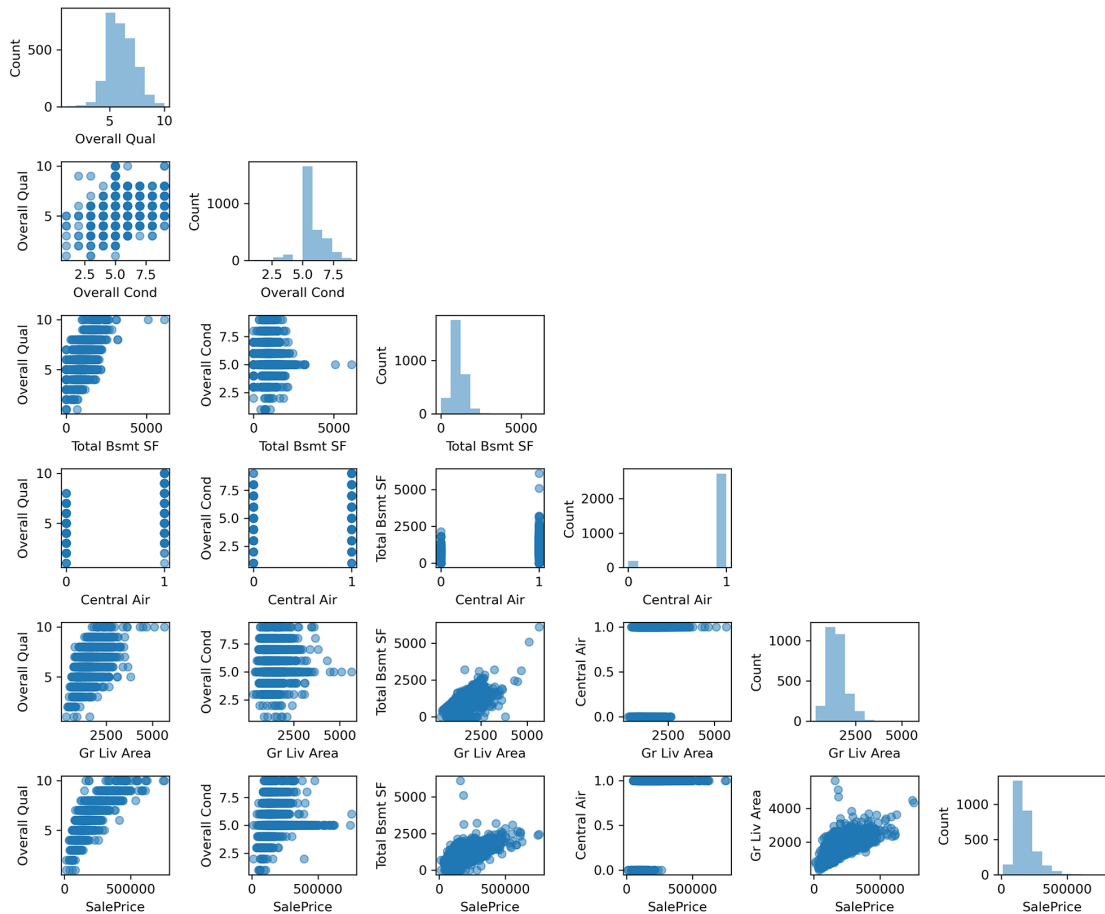 Count
500
0
5 10
Overall Qual
Overall Qual
10
5
2.5 5.0 7.5
Overall Cond
Count
1000
0
2.5 5.0 7.5
Overall Cond
Overall Qual
10
5
0 5000
Total Bsmt SF
Overall Cond
7.5
5.0
2.5
0 5000
Total Bsmt SF
Count
1000
0
0 5000
Total Bsmt SF
Overall Qual
10
5
0 1
Central Air
Overall Cond
7.5
5.0
2.5
0 1
Central Air
Total Bsmt SF
5000
2500
0
0 1
Central Air
Count
2000
1000
0
0 1
Central Air
Overall Qual
10
5
2500 5000
Gr Liv Area
Overall Cond
7.5
5.0
2.5
2500 5000
Gr Liv Area
Total Bsmt SF
5000
2500
0
2500 5000
Gr Liv Area
Central Air
1.0
0.5
0.0
2500 5000
Gr Liv Area
Count
1000
500
0
2500 5000
Gr Liv Area
Overall Qual
10
5
0 500000
SalePrice
Overall Cond
7.5
5.0
2.5
0 500000
SalePrice
Total Bsmt SF
5000
2500
0
0 500000
SalePrice
Central Air
1.0
0.5
0.0
0 500000
SalePrice
Gr Liv Area
4000
2000
0 500000
SalePrice
Count
1000
500
0
0 500000
SalePrice